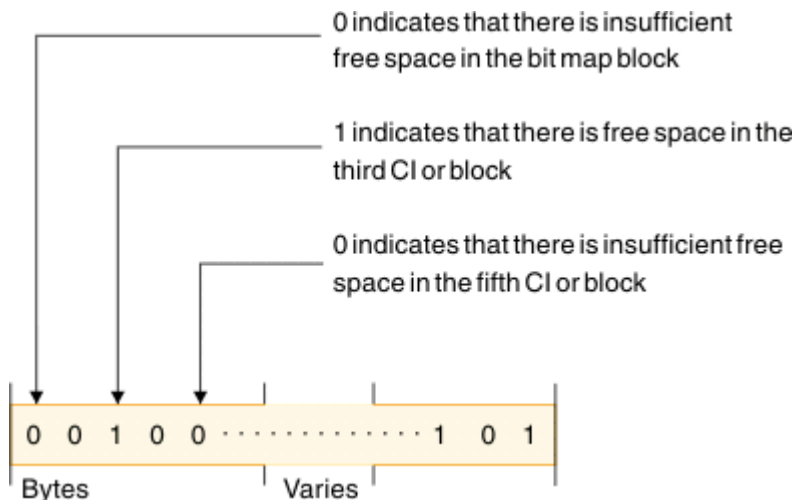 0 indicates that there is insufficient
free space in the bit map block
1 indicates that there is free space in the
third CI or block
0 indicates that there is insufficient free
space in the fifth CI or block
0 0 1 0 0 · · · · · · · · · · · · · · 1 0 1
Bytes Varies